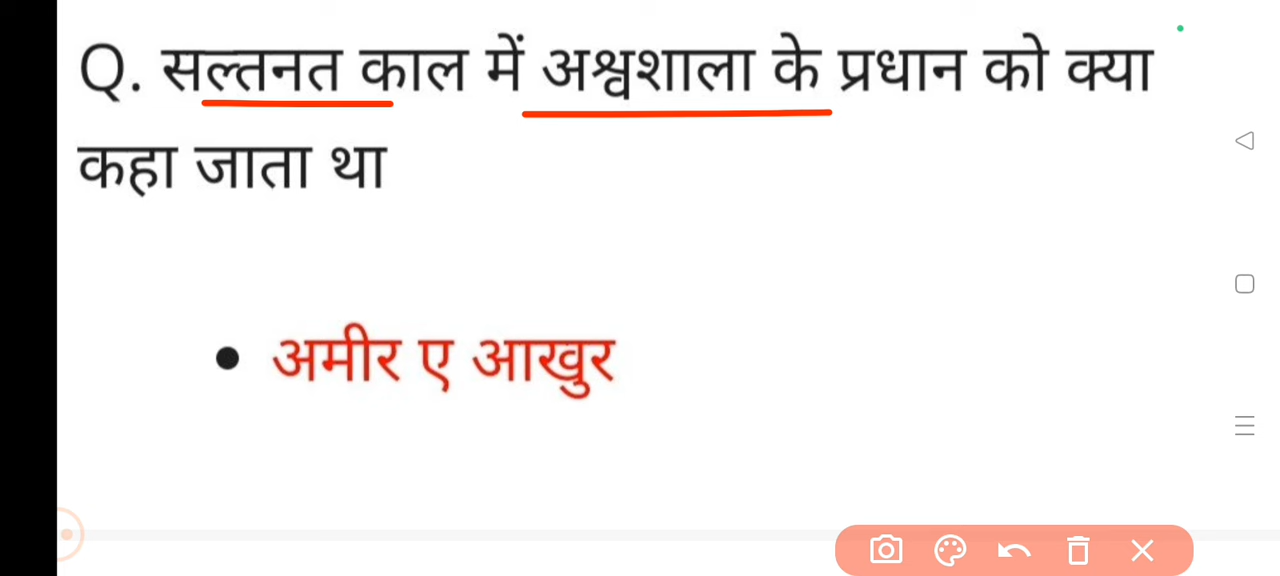 Q. सल्तनत काल में अश्वशाला के प्रधान को क्या
कहा जाता था
• अमीर ए आखुर